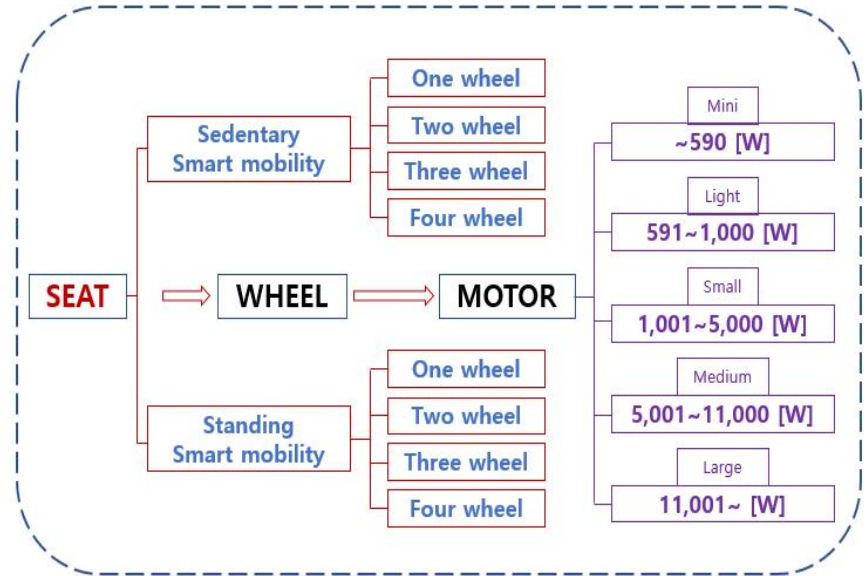 SEAT
Sedentary
Smart mobility
One wheel
Two wheel
Three wheel
Four wheel
Standing
Smart mobility
One wheel
Two wheel
Three wheel
Four wheel
WHEEL
MOTOR
Mini
~590 [W]
Light
591~1,000 [W]
Small
1,001~5,000 [W]
Medium
5,001~11,000 [W]
Large
11,001~ [W]